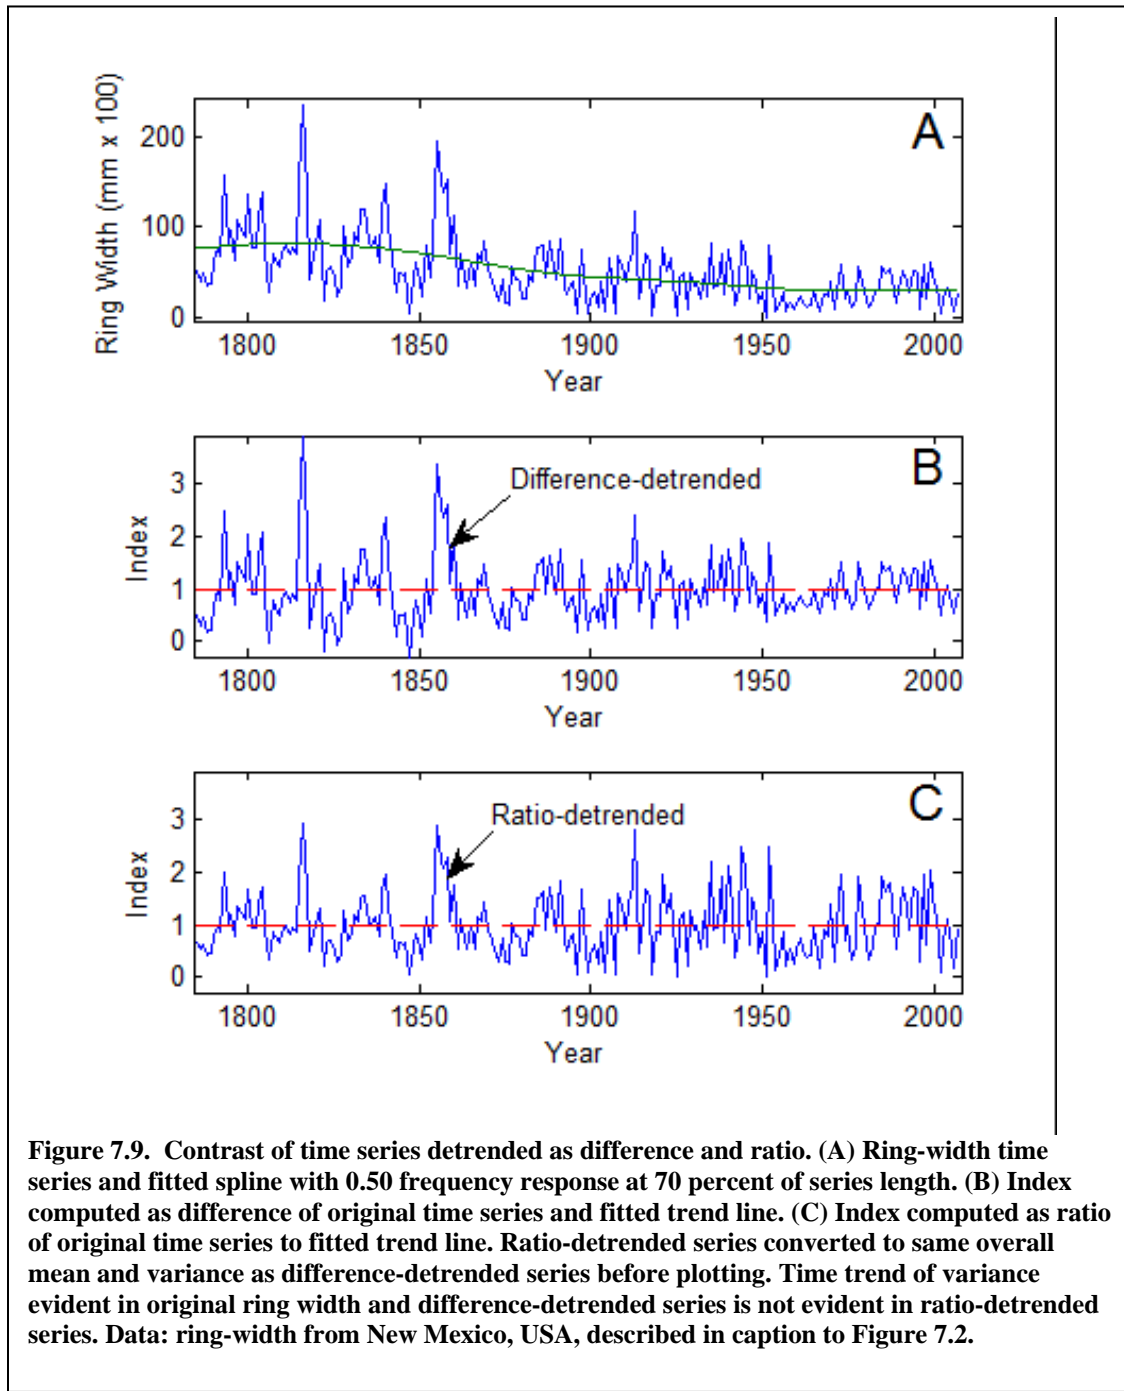 A
Ring Width (mm x 100)
200
100
0
1800 1850 1900 1950 2000
Year
B
Difference-detrended
Index
3
2
1
0
1800 1850 1900 1950 2000
Year
C
Ratio-detrended
Index
3
2
1
0
1800 1850 1900 1950 2000
Year
Figure 7.9. Contrast of time series detrended as difference and ratio. (A) Ring-width time
series and fitted spline with 0.50 frequency response at 70 percent of series length. (B) Index
computed as difference of original time series and fitted trend line. (C) Index computed as ratio
of original time series to fitted trend line. Ratio-detrended series converted to same overall
mean and variance as difference-detrended series before plotting. Time trend of variance
evident in original ring width and difference-detrended series is not evident in ratio-detrended
series. Data: ring-width from New Mexico, USA, described in caption to Figure 7.2.